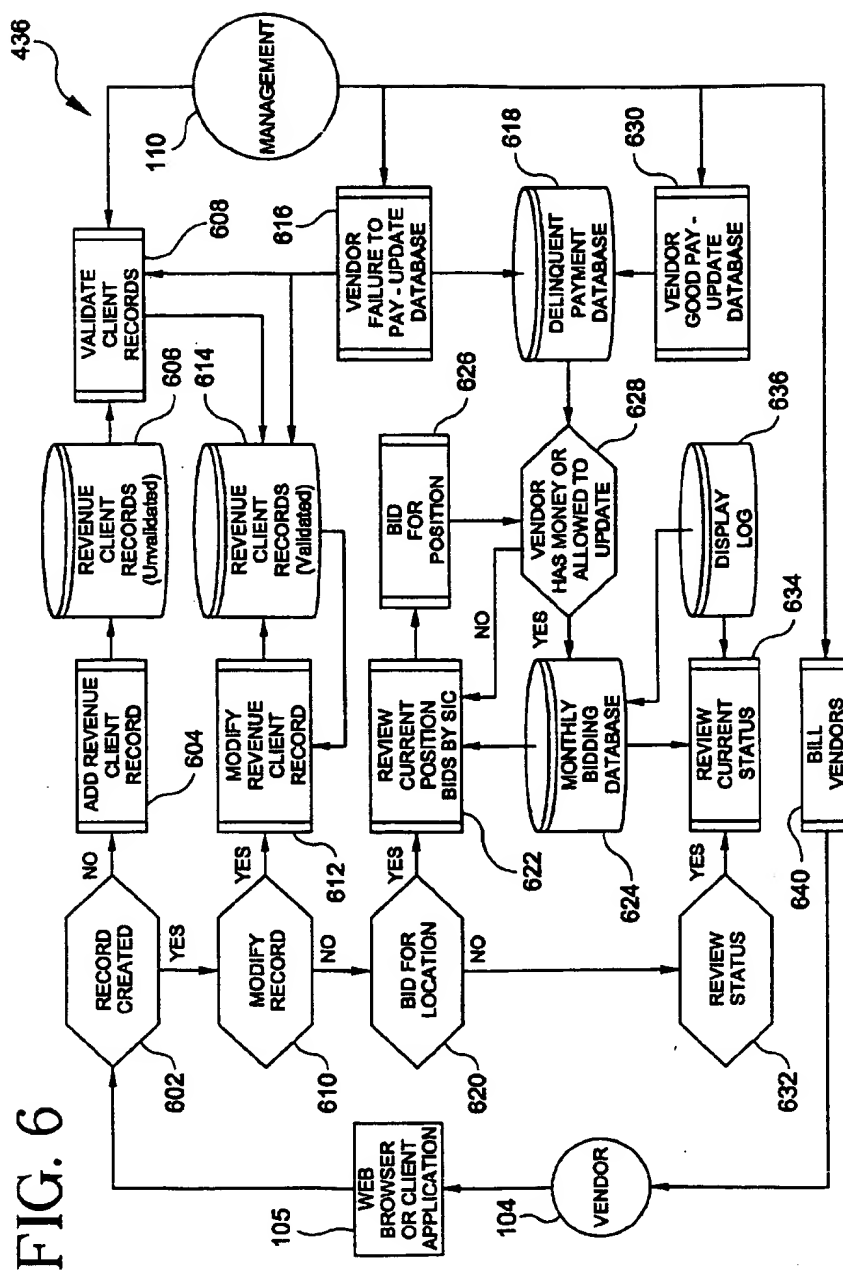 FIG. 6
436
MANAGEMENT
110
VALIDATE
CLIENT
RECORDS
608
REVENUE
CLIENT
RECORDS
(Unvalidated)
606
ADD REVENUE
CLIENT
RECORD
604
NO
RECORD
CREATED
602
YES
REVENUE
CLIENT
RECORDS
(Validated)
614
MODIFY
REVENUE
CLIENT
RECORD
612
YES
MODIFY
RECORD
610
NO
VENDOR
FAILURE TO
PAY - UPDATE
DATABASE
616
DELINQUENT
PAYMENT
DATABASE
618
VENDOR
GOOD PAY -
UPDATE
DATABASE
630
BID
FOR
POSITION
626
VENDOR
HAS MONEY OR
ALLOWED TO
UPDATE
628
NO
YES
REVIEW
CURRENT
POSITION
BIDS BY SIC
622
YES
BID FOR
LOCATION
620
NO
MONTHLY
BIDDING
DATABASE
624
DISPLAY
LOG
636
REVIEW
CURRENT
STATUS
634
YES
REVIEW
STATUS
632
BILL
VENDORS
640
WEB
BROWSER
OR CLIENT
APPLICATION
105
VENDOR
104